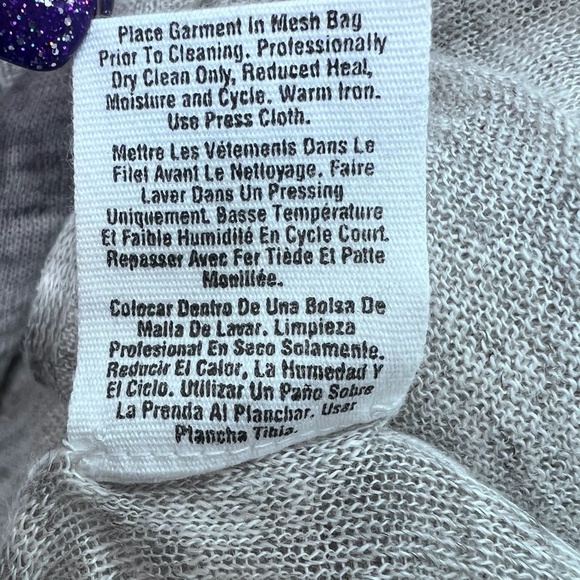 Place Garment In Mesh Bag
Prior To Cleaning. Professionally
Dry Clean Only, Reduced Heat,
Moisture and Cycle. Warm Iron.
Use Press Cloth.
Mettre Les Vétements Dans Le
Filet Avant Le Nettoyage. Faire
Laver Dans Un Pressing
Uniquement. Basse Température
Et Faible Humidité En Cycle Court.
Repasser Avec Fer Tiède Et Patte
Mouillée.
Colocar Dentro De Una Bolsa De
Malla De Lavar. Limpieza
Profesional En Seco Solamente.
Reducir El Calor, La Humedad Y
El Ciclo. Utilizar Un Paño Sobre
La Prenda Al Planchar. Usar
Plancha Tibia.